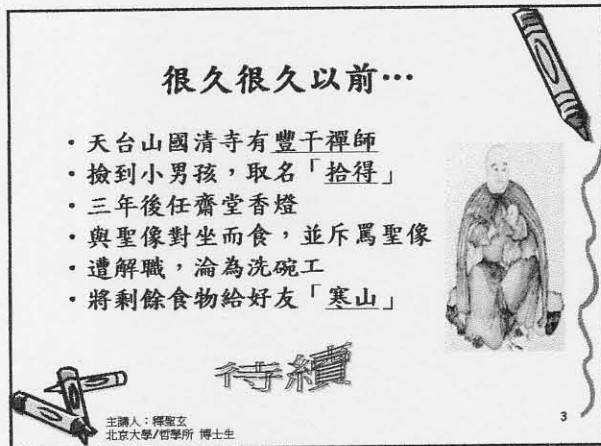 很久很久以前…
・天台山國清寺有豐干禪師
・撿到小男孩，取名「拾得」
・三年後任齋堂香燈
・與聖像對坐而食，並斥罵聖像
・遭解職，淪為洗碗工
・將剩餘食物給好友「寒山」
待續
主講人：釋聖玄
北京大學/哲學所 博士生
3